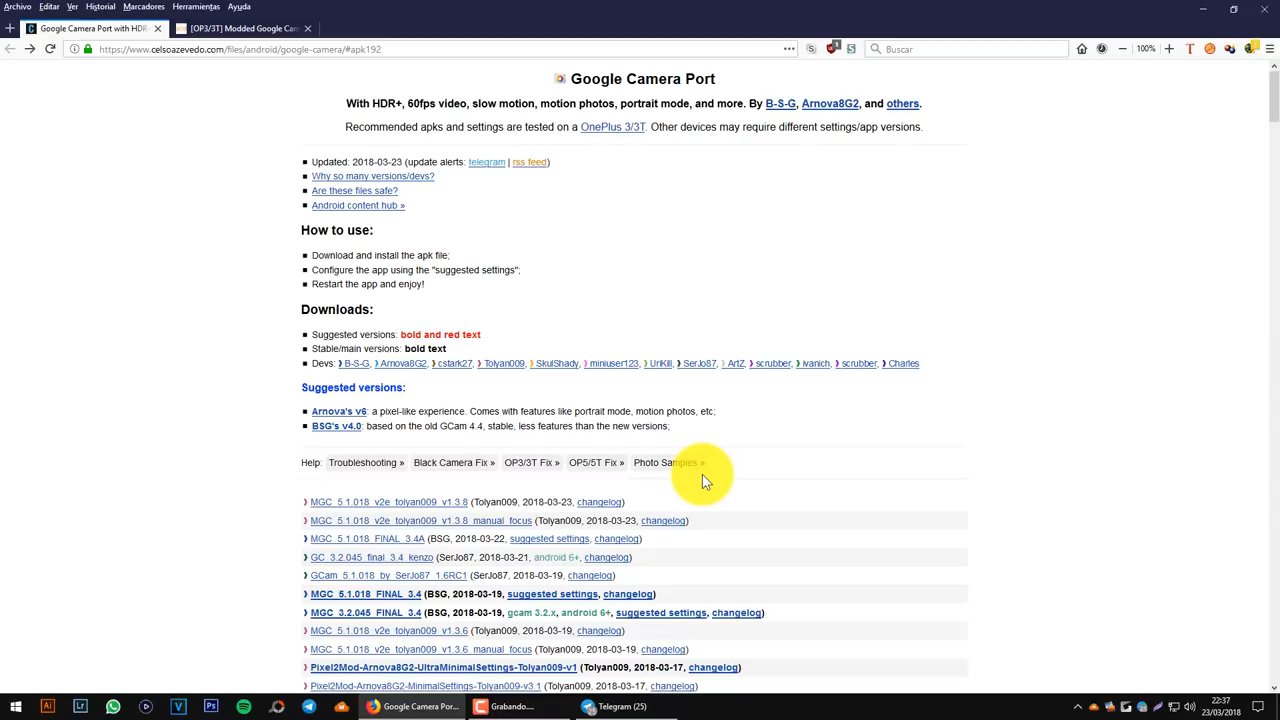 Archivo Editar Ver Historial Marcadores Herramientas Ayuda
Google Camera Port with HDR+
[OP3/3T] Modded Google Cam
https://www.celsoazevedo.com/files/android/google-camera/#apk192
Buscar
100%
Google Camera Port
With HDR+, 60fps video, slow motion, motion photos, portrait mode, and more. By B-S-G, Arnova8G2, and others.
Recommended apks and settings are tested on a OnePlus 3/3T. Other devices may require different settings/app versions.
Updated: 2018-03-23 (update alerts: telegram | rss feed)
Why so many versions/devs?
Are these files safe?
Android content hub »
How to use:
Download and install the apk file;
Configure the app using the "suggested settings";
Restart the app and enjoy!
Downloads:
Suggested versions: bold and red text
Stable/main versions: bold text
Devs: B-S-G, Arnova8G2, cstark27, Tolyan009, SkulShady, miniuser123, UriKill, SerJo87, ArtZ, scrubber, ivanich, scrubber, Charles
Suggested versions:
Arnova's v6: a pixel-like experience. Comes with features like portrait mode, motion photos, etc;
BSG's v4.0: based on the old GCam 4.4, stable, less features than the new versions;
Help: Troubleshooting » Black Camera Fix » OP3/3T Fix » OP5/5T Fix » Photo Samples »
MGC_5.1.018_v2e_tolyan009_v1.3.8 (Tolyan009, 2018-03-23, changelog)
MGC_5.1.018_v2e_tolyan009_v1.3.8_manual_focus (Tolyan009, 2018-03-23, changelog)
MGC_5.1.018_FINAL_3.4A (BSG, 2018-03-22, suggested settings, changelog)
GC_3.2.045_final_3.4_kenzo (SerJo87, 2018-03-21, android 6+, changelog)
GCam_5.1.018_by_SerJo87_1.6RC1 (SerJo87, 2018-03-19, changelog)
MGC_5.1.018_FINAL_3.4 (BSG, 2018-03-19, suggested settings, changelog)
MGC_3.2.045_FINAL_3.4 (BSG, 2018-03-19, gcam 3.2.x, android 6+, suggested settings, changelog)
MGC_5.1.018_v2e_tolyan009_v1.3.6 (Tolyan009, 2018-03-19, changelog)
MGC_5.1.018_v2e_tolyan009_v1.3.6_manual_focus (Tolyan009, 2018-03-19, changelog)
Pixel2Mod-Arnova8G2-UltraMinimalSettings-Tolyan009-v1 (Tolyan009, 2018-03-17, changelog)
Pixel2Mod-Arnova8G2-MinimalSettings-Tolyan009-v3.1 (Tolyan009, 2018-03-17, changelog)
Google Camera Por...
Grabando....
Telegram (25)
22:37
23/03/2018